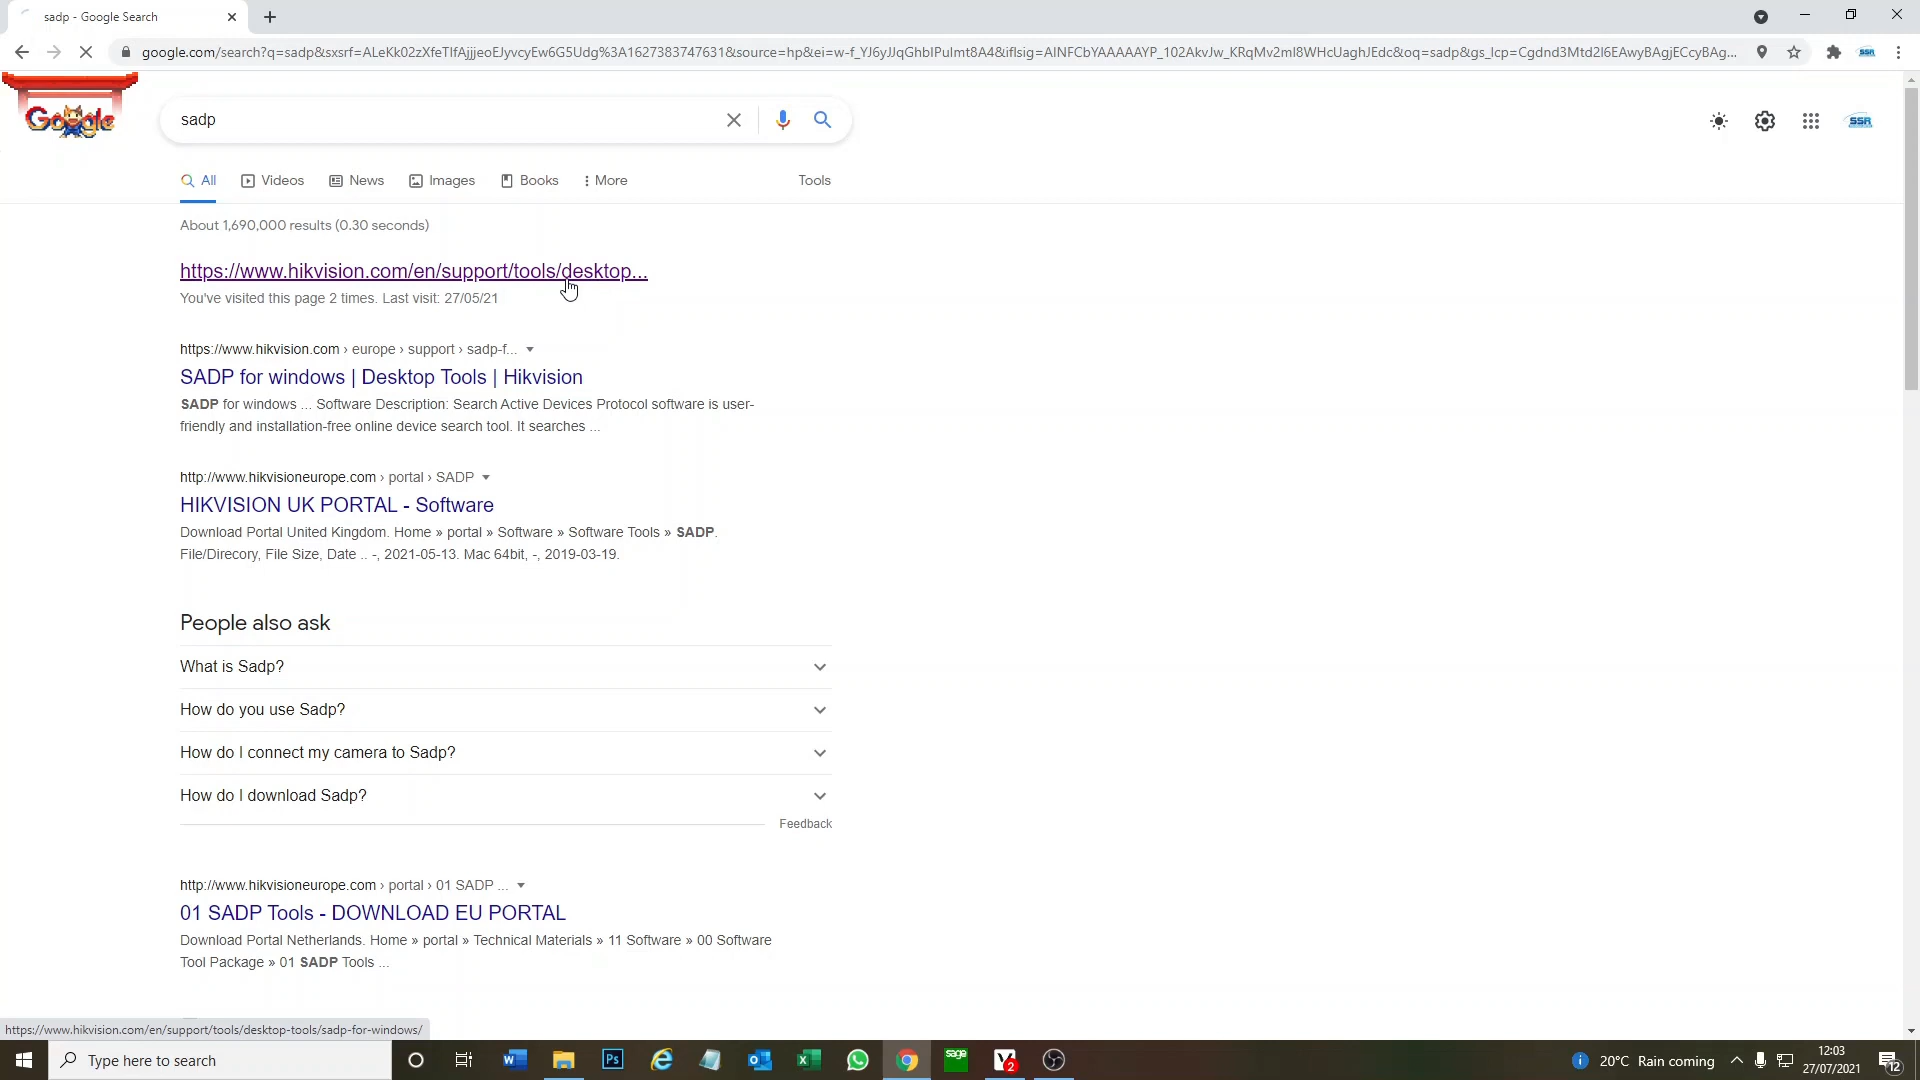 sadp - Google Search
google.com/search?q=sadp&sxsrf=ALeKk02zXfeTIfAjjjeoEJyvcyEw6G5Udg%3A1627383747631&source=hp&ei=w-f_YJ6yJJqGhbIPuImt8A4&iflsig=AINFCbYAAAAAYP_102AkvJw_KRqMv2ml8WHcUaghJEdc&oq=sadp&gs_lcp=Cgdnd3Mtd2l6EAwyBAgjECcyBAg...
SSR
Google
sadp
SSR
All
Videos
News
Images
Books
More
Tools
About 1,690,000 results (0.30 seconds)
https://www.hikvision.com/en/support/tools/desktop...
You've visited this page 2 times. Last visit: 27/05/21
https://www.hikvision.com › europe › support › sadp-f...
SADP for windows | Desktop Tools | Hikvision
SADP for windows ... Software Description: Search Active Devices Protocol software is user-
friendly and installation-free online device search tool. It searches ...
http://www.hikvisioneurope.com › portal › SADP
HIKVISION UK PORTAL - Software
Download Portal United Kingdom. Home » portal » Software » Software Tools » SADP.
File/Direcory, File Size, Date .. -, 2021-05-13. Mac 64bit, -, 2019-03-19.
People also ask
What is Sadp?
How do you use Sadp?
How do I connect my camera to Sadp?
How do I download Sadp?
Feedback
http://www.hikvisioneurope.com › portal › 01 SADP ...
01 SADP Tools - DOWNLOAD EU PORTAL
Download Portal Netherlands. Home » portal » Technical Materials » 11 Software » 00 Software
Tool Package » 01 SADP Tools ...
https://www.hikvision.com/en/support/tools/desktop-tools/sadp-for-windows/
Type here to search
Ps
sage
2
20°C Rain coming
12:03
27/07/2021
12